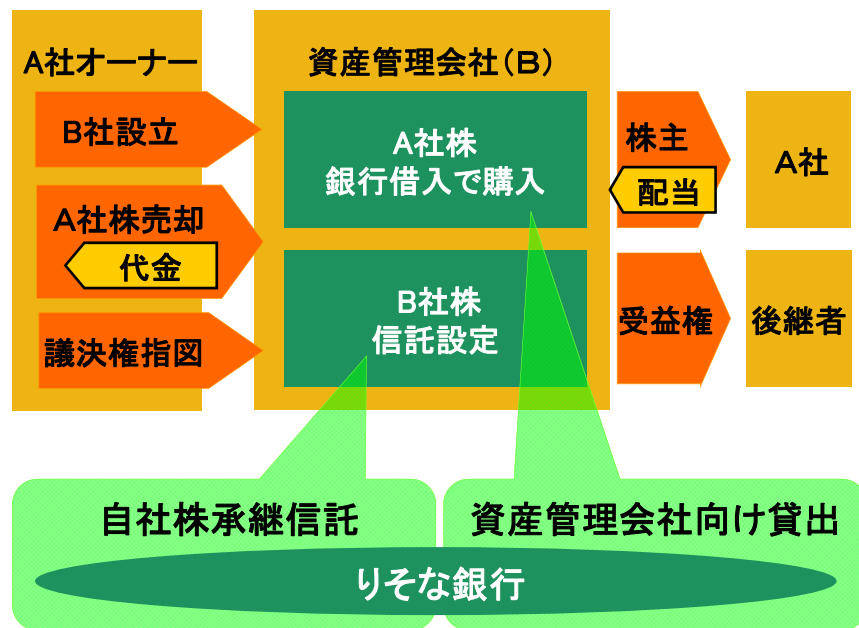 A社オーナー
B社設立
A社株売却
代金
議決権指図
資産管理会社（B）
A社株
銀行借入で購入
B社株
信託設定
株主
配当
受益権
A社
後継者
自社株承継信託
資産管理会社向け貸出
りそな銀行